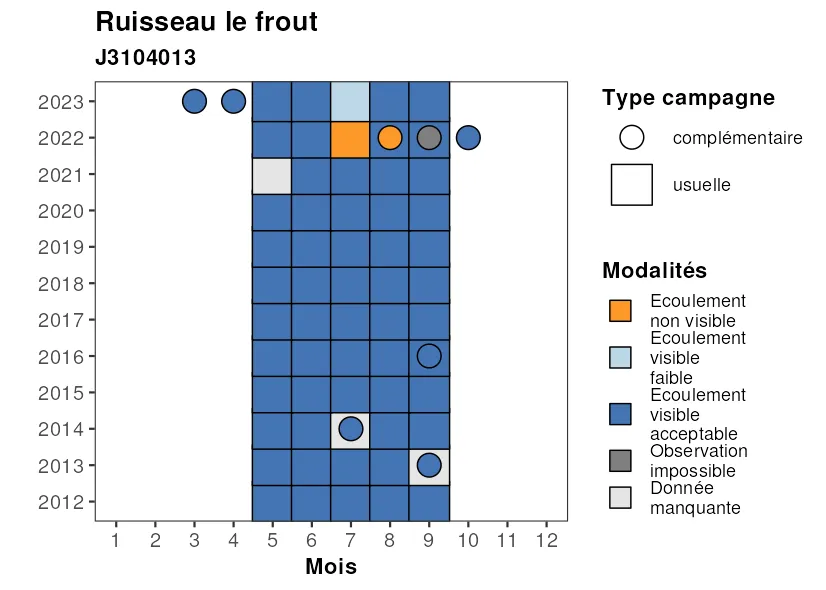 Ruisseau le frout
J3104013
2023
2022
2021
2020
2019
2018
2017
2016
2015
2014
2013
2012
1 2 3 4 5 6 7 8 9 10 11 12
Mois
Type campagne
complémentaire
usuelle
Modalités
Ecoulement
non visible
Ecoulement
visible
faible
Ecoulement
visible
acceptable
Observation
impossible
Donnée
manquante